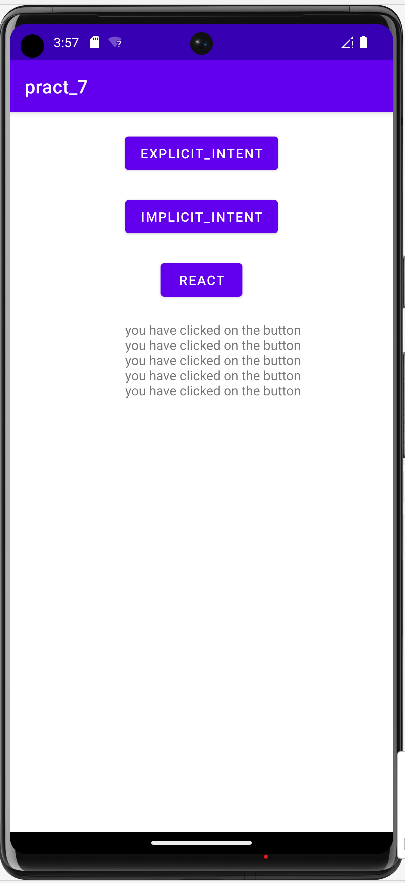 3:57
pract_7
EXPLICIT_INTENT
IMPLICIT_INTENT
REACT
you have clicked on the button
you have clicked on the button
you have clicked on the button
you have clicked on the button
you have clicked on the button